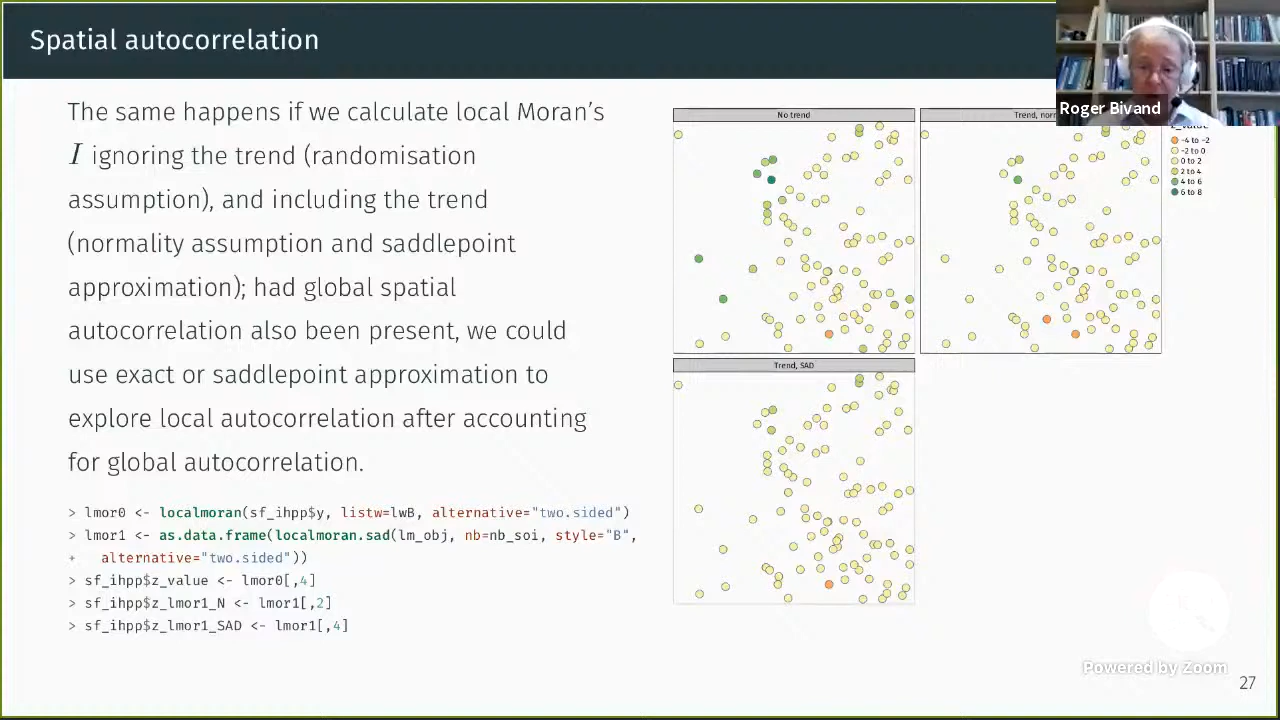 Spatial autocorrelation
Roger Bivand
The same happens if we calculate local Moran's
I ignoring the trend (randomisation
assumption), and including the trend
(normality assumption and saddlepoint
approximation); had global spatial
autocorrelation also been present, we could
use exact or saddlepoint approximation to
explore local autocorrelation after accounting
for global autocorrelation.
> lmor0 <- localmoran(sf_ihpp$y, listw=lwB, alternative="two.sided")
> lmor1 <- as.data.frame(localmoran.sad(lm_obj, nb=nb_soi, style="B",
+ alternative="two.sided"))
> sf_ihpp$z_value <- lmor0[,4]
> sf_ihpp$z_lmor1_N <- lmor1[,2]
> sf_ihpp$z_lmor1_SAD <- lmor1[,4]
No trend
Trend,
-4 to -2
-2 to 0
0 to 2
2 to 4
4 to 6
6 to 8
Trend, SAD
Powered by Zoom
27